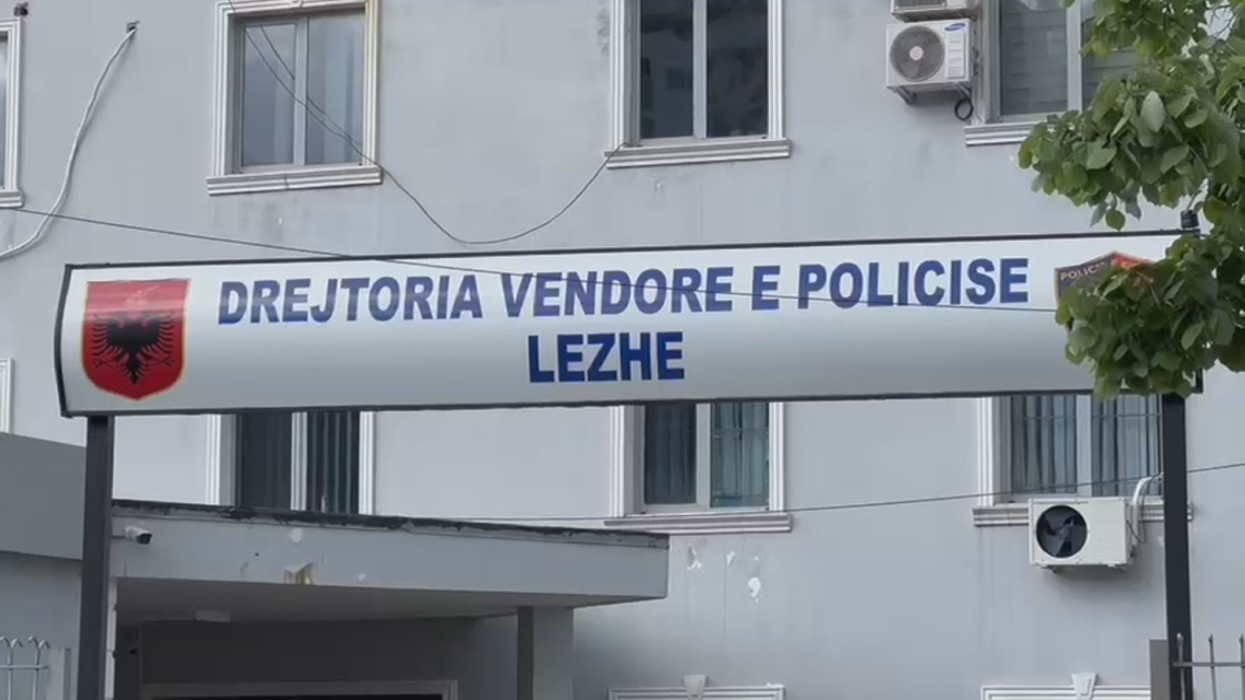 DREJTORIA VENDORE E POLICISE
LEZHE